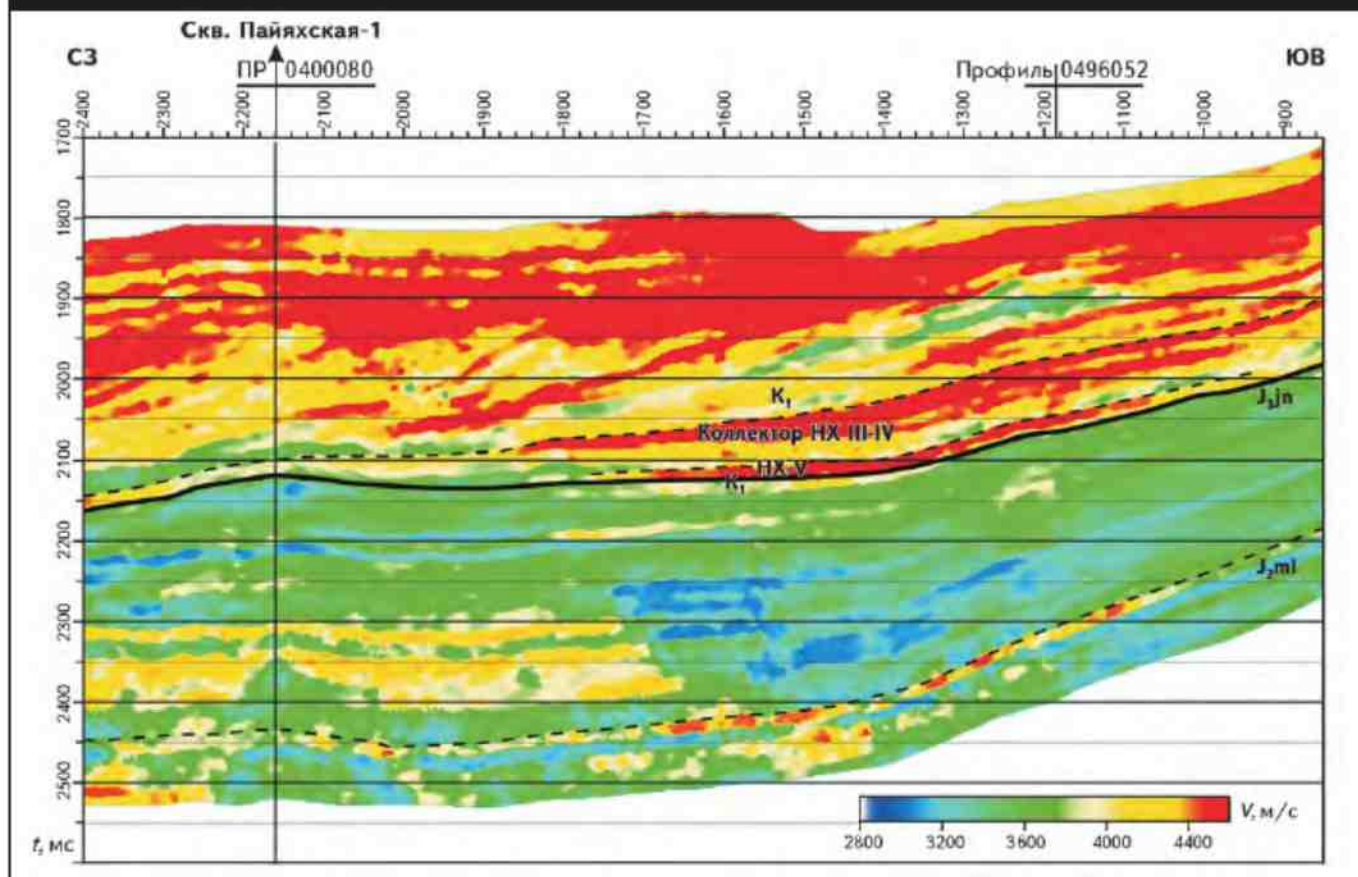 Скв. Пайяхская-1
СЗ
ПР 0400080
Профиль 0496052
ЮВ
2400 2300 2200 2100 2000 1900 1800 1700 1600 1500 1400 1300 1200 1100 1000 900
1700
1800
1900
2000
2100
2200
2300
2400
2500
t, мс
K₁
Коллектор НХ III-IV
НХ-V
K₁
J₃jn
J₂ml
V, м/с
2800 3200 3600 4000 4400